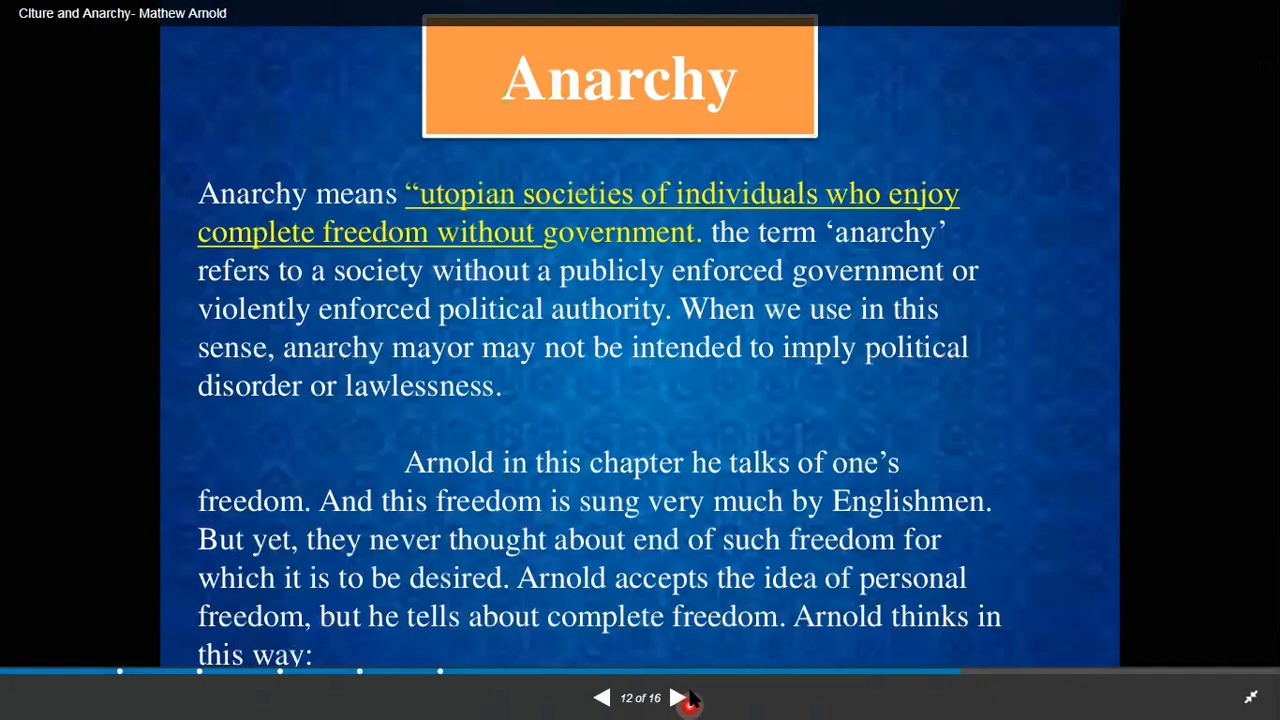 Clture and Anarchy- Mathew Arnold
Anarchy
Anarchy means “utopian societies of individuals who enjoy
complete freedom without government. the term ‘anarchy’
refers to a society without a publicly enforced government or
violently enforced political authority. When we use in this
sense, anarchy mayor may not be intended to imply political
disorder or lawlessness.
Arnold in this chapter he talks of one’s
freedom. And this freedom is sung very much by Englishmen.
But yet, they never thought about end of such freedom for
which it is to be desired. Arnold accepts the idea of personal
freedom, but he tells about complete freedom. Arnold thinks in
this way:
12 of 16